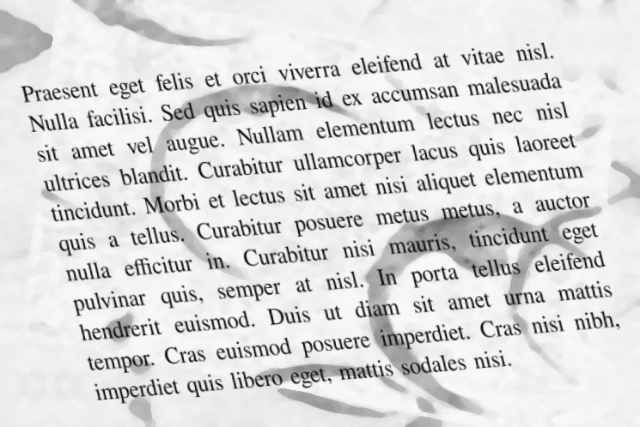 Praesent eget felis et orci viverra eleifend at vitae nisl.
Nulla facilisi. Sed quis sapien id ex accumsan malesuada
sit amet vel augue. Nullam elementum lectus nec nisl
ultrices blandit. Curabitur ullamcorper lacus quis laoreet
tincidunt. Morbi et lectus sit amet nisi aliquet elementum
quis a tellus. Curabitur posuere metus metus, a auctor
nulla efficitur in. Curabitur nisi mauris, tincidunt eget
pulvinar quis, semper at nisl. In porta tellus eleifend
hendrerit euismod. Duis ut diam sit amet urna mattis
tempor. Cras euismod posuere imperdiet. Cras nisi nibh,
imperdiet quis libero eget, mattis sodales nisi.